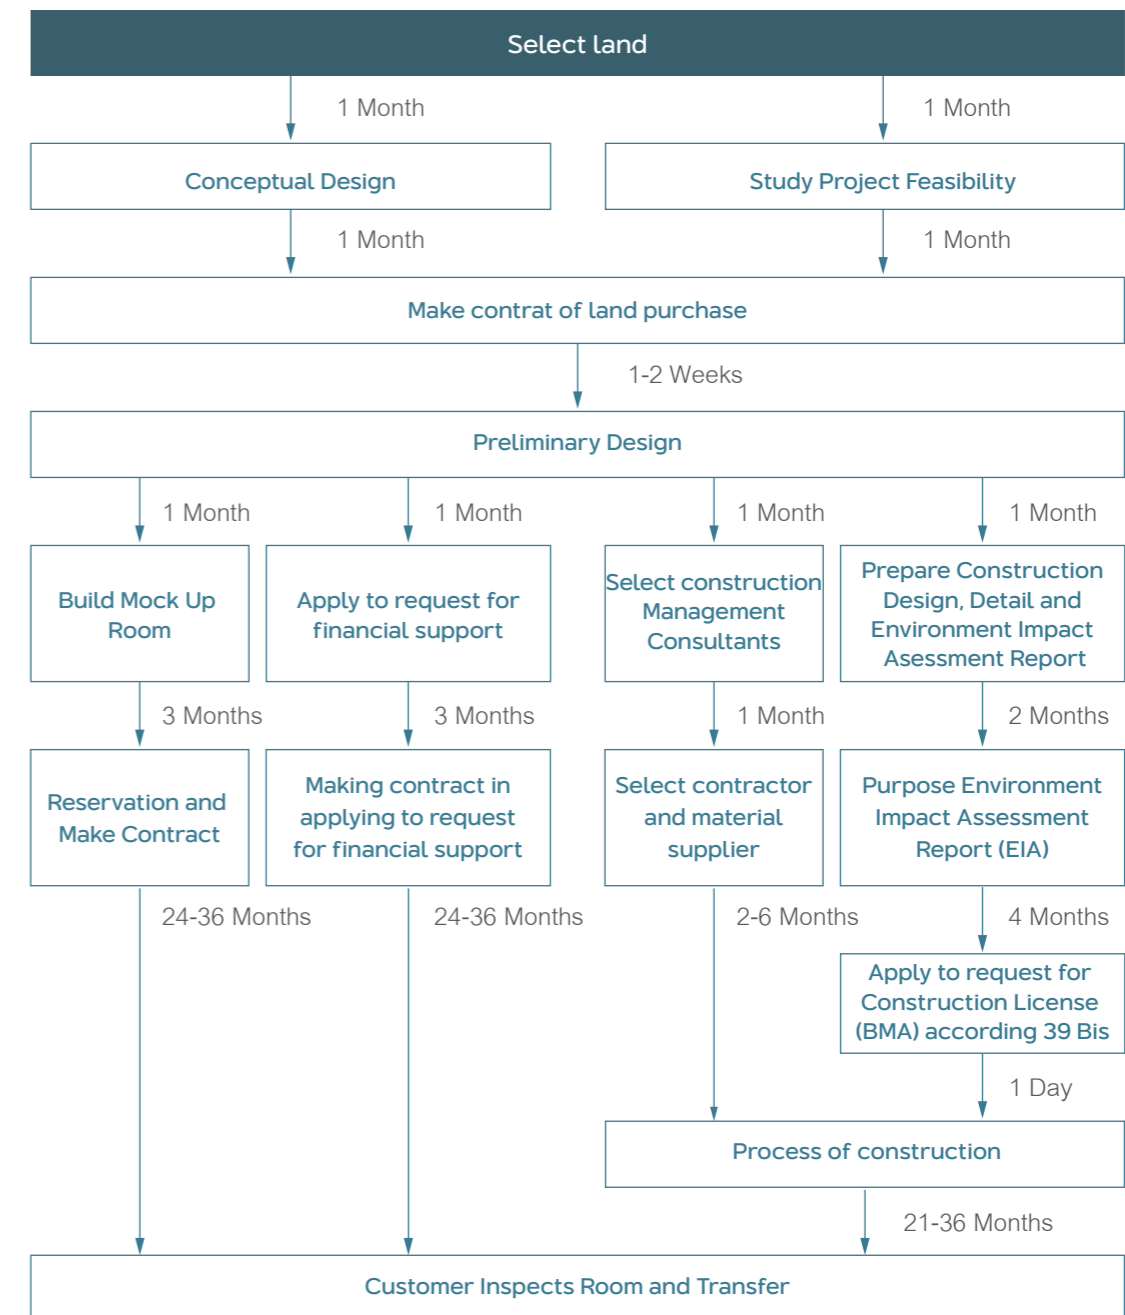 Select land
1 Month
1 Month
Conceptual Design
Study Project Feasibility
1 Month
1 Month
Make contrat of land purchase
1-2 Weeks
Preliminary Design
1 Month
1 Month
1 Month
1 Month
Build Mock Up
Room
Apply to request for
financial support
Select construction
Management
Consultants
Prepare Construction
Design, Detail and
Environment Impact
Asessment Report
3 Months
3 Months
1 Month
2 Months
Reservation and
Make Contract
Making contract in
applying to request
for financial support
Select contractor
and material
supplier
Purpose Environment
Impact Assessment
Report (EIA)
24-36 Months
24-36 Months
2-6 Months
4 Months
Apply to request for
Construction License
(BMA) according 39 Bis
1 Day
Process of construction
21-36 Months
Customer Inspects Room and Transfer